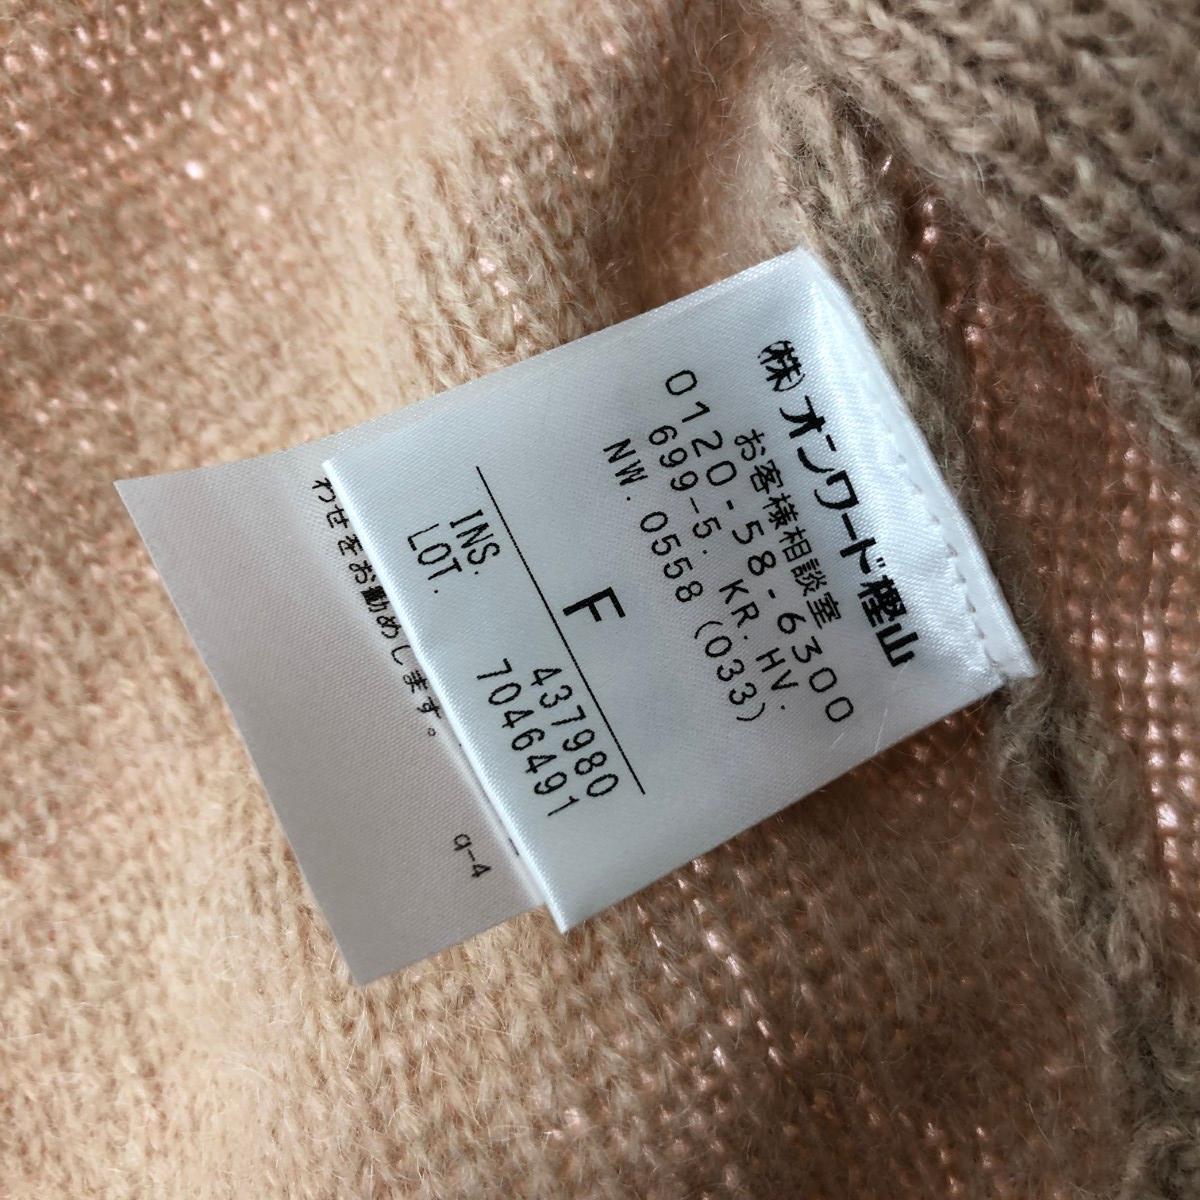 (株)オンワード樫山
お客様相談室
0120-58-6300
699-5. KR. HV.
NW. 0558 (033)
F
INS. 437980
LOT. 7046491
わせをお勧めします。
q-4